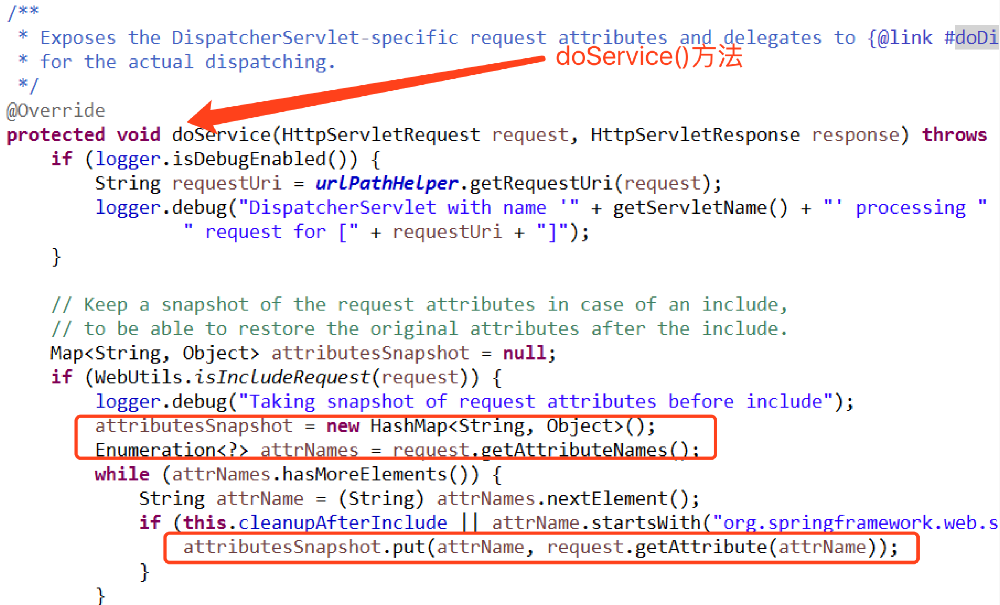 /**
 * Exposes the DispatcherServlet-specific request attributes and delegates to {@link #doDi
doService()方法
 * for the actual dispatching.
 */
@Override
protected void doService(HttpServletRequest request, HttpServletResponse response) throws
    if (logger.isDebugEnabled()) {
        String requestUri = urlPathHelper.getRequestUri(request);
        logger.debug("DispatcherServlet with name '" + getServletName() + "' processing "
                " request for [" + requestUri + "]");
    }
    // Keep a snapshot of the request attributes in case of an include,
    // to be able to restore the original attributes after the include.
    Map<String, Object> attributesSnapshot = null;
    if (WebUtils.isIncludeRequest(request)) {
        logger.debug("Taking snapshot of request attributes before include");
        attributesSnapshot = new HashMap<String, Object>();
        Enumeration<?> attrNames = request.getAttributeNames();
        while (attrNames.hasMoreElements()) {
            String attrName = (String) attrNames.nextElement();
            if (this.cleanupAfterInclude || attrName.startsWith("org.springframework.web.s
                attributesSnapshot.put(attrName, request.getAttribute(attrName));
            }
        }